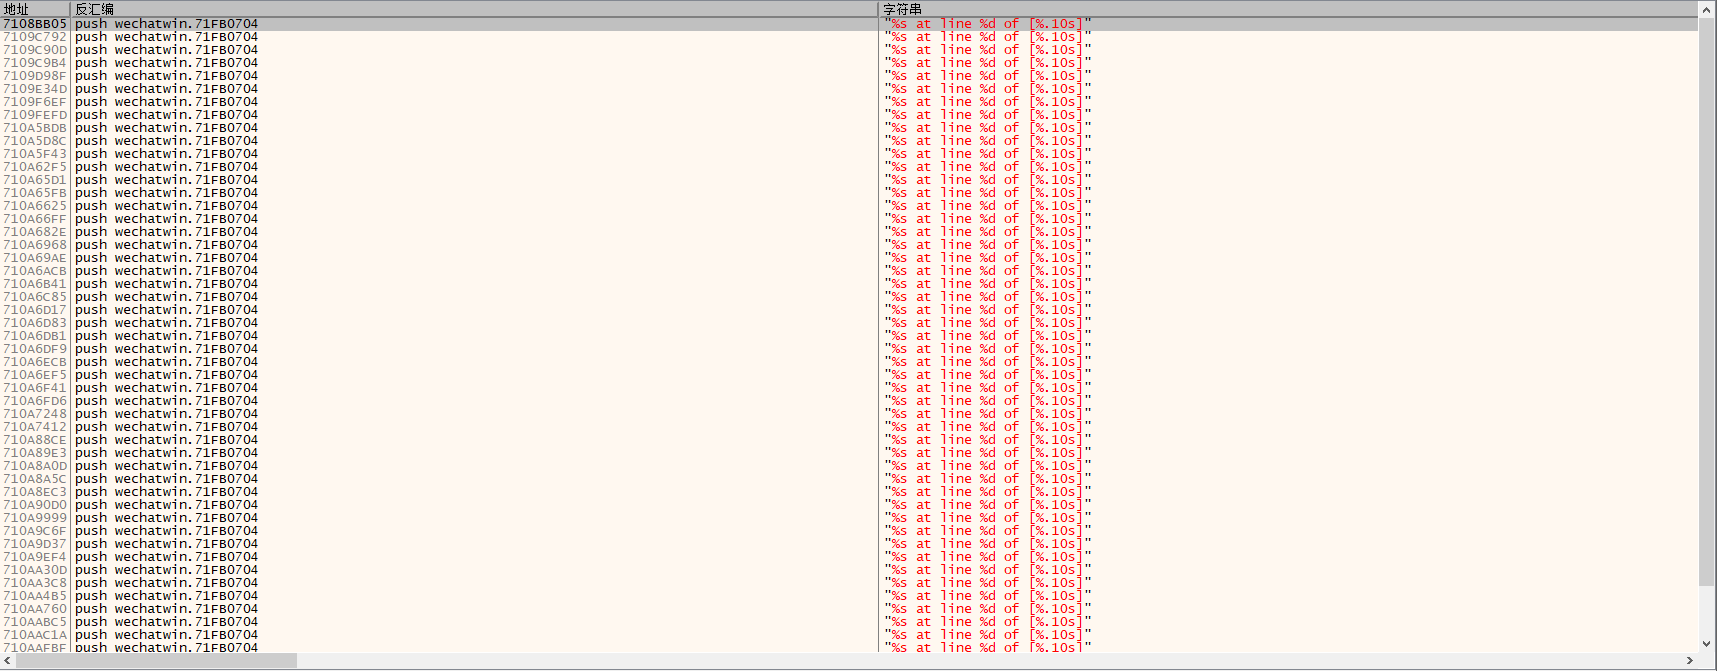 地址 反汇编 字符串
7108BB05 push wechatwin.71FB0704 "%s at line %d of [%.10s]"
7109C792 push wechatwin.71FB0704 "%s at line %d of [%.10s]"
7109C90D push wechatwin.71FB0704 "%s at line %d of [%.10s]"
7109C9B4 push wechatwin.71FB0704 "%s at line %d of [%.10s]"
7109D98F push wechatwin.71FB0704 "%s at line %d of [%.10s]"
7109E34D push wechatwin.71FB0704 "%s at line %d of [%.10s]"
7109F6EF push wechatwin.71FB0704 "%s at line %d of [%.10s]"
7109FEFD push wechatwin.71FB0704 "%s at line %d of [%.10s]"
710A5BDB push wechatwin.71FB0704 "%s at line %d of [%.10s]"
710A5D8C push wechatwin.71FB0704 "%s at line %d of [%.10s]"
710A5F43 push wechatwin.71FB0704 "%s at line %d of [%.10s]"
710A62F5 push wechatwin.71FB0704 "%s at line %d of [%.10s]"
710A65D1 push wechatwin.71FB0704 "%s at line %d of [%.10s]"
710A65FB push wechatwin.71FB0704 "%s at line %d of [%.10s]"
710A6625 push wechatwin.71FB0704 "%s at line %d of [%.10s]"
710A66FF push wechatwin.71FB0704 "%s at line %d of [%.10s]"
710A682E push wechatwin.71FB0704 "%s at line %d of [%.10s]"
710A6968 push wechatwin.71FB0704 "%s at line %d of [%.10s]"
710A69AE push wechatwin.71FB0704 "%s at line %d of [%.10s]"
710A6ACB push wechatwin.71FB0704 "%s at line %d of [%.10s]"
710A6B41 push wechatwin.71FB0704 "%s at line %d of [%.10s]"
710A6C85 push wechatwin.71FB0704 "%s at line %d of [%.10s]"
710A6D17 push wechatwin.71FB0704 "%s at line %d of [%.10s]"
710A6D83 push wechatwin.71FB0704 "%s at line %d of [%.10s]"
710A6DB1 push wechatwin.71FB0704 "%s at line %d of [%.10s]"
710A6DF9 push wechatwin.71FB0704 "%s at line %d of [%.10s]"
710A6ECB push wechatwin.71FB0704 "%s at line %d of [%.10s]"
710A6EF5 push wechatwin.71FB0704 "%s at line %d of [%.10s]"
710A6F41 push wechatwin.71FB0704 "%s at line %d of [%.10s]"
710A6FD6 push wechatwin.71FB0704 "%s at line %d of [%.10s]"
710A7248 push wechatwin.71FB0704 "%s at line %d of [%.10s]"
710A7412 push wechatwin.71FB0704 "%s at line %d of [%.10s]"
710A88CE push wechatwin.71FB0704 "%s at line %d of [%.10s]"
710A89E3 push wechatwin.71FB0704 "%s at line %d of [%.10s]"
710A8A0D push wechatwin.71FB0704 "%s at line %d of [%.10s]"
710A8A5C push wechatwin.71FB0704 "%s at line %d of [%.10s]"
710A8EC3 push wechatwin.71FB0704 "%s at line %d of [%.10s]"
710A90D0 push wechatwin.71FB0704 "%s at line %d of [%.10s]"
710A9999 push wechatwin.71FB0704 "%s at line %d of [%.10s]"
710A9C6F push wechatwin.71FB0704 "%s at line %d of [%.10s]"
710A9D37 push wechatwin.71FB0704 "%s at line %d of [%.10s]"
710A9EF4 push wechatwin.71FB0704 "%s at line %d of [%.10s]"
710AA30D push wechatwin.71FB0704 "%s at line %d of [%.10s]"
710AA3C8 push wechatwin.71FB0704 "%s at line %d of [%.10s]"
710AA4B5 push wechatwin.71FB0704 "%s at line %d of [%.10s]"
710AA760 push wechatwin.71FB0704 "%s at line %d of [%.10s]"
710AABC5 push wechatwin.71FB0704 "%s at line %d of [%.10s]"
710AAC1A push wechatwin.71FB0704 "%s at line %d of [%.10s]"
710AAFBF push wechatwin.71FB0704 "%s at line %d of [%.10s]"